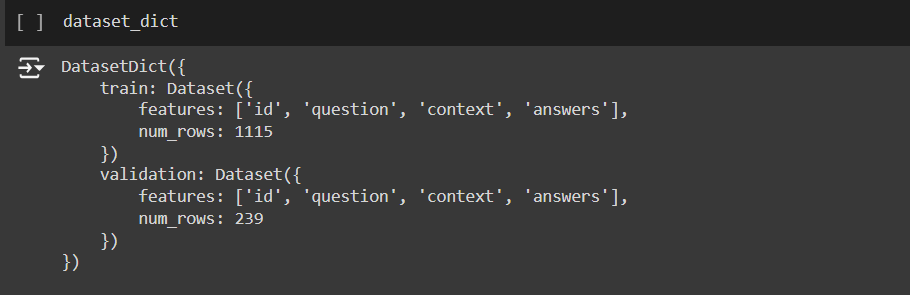 [ ] dataset_dict
DatasetDict({
    train: Dataset({
        features: ['id', 'question', 'context', 'answers'],
        num_rows: 1115
    })
    validation: Dataset({
        features: ['id', 'question', 'context', 'answers'],
        num_rows: 239
    })
})